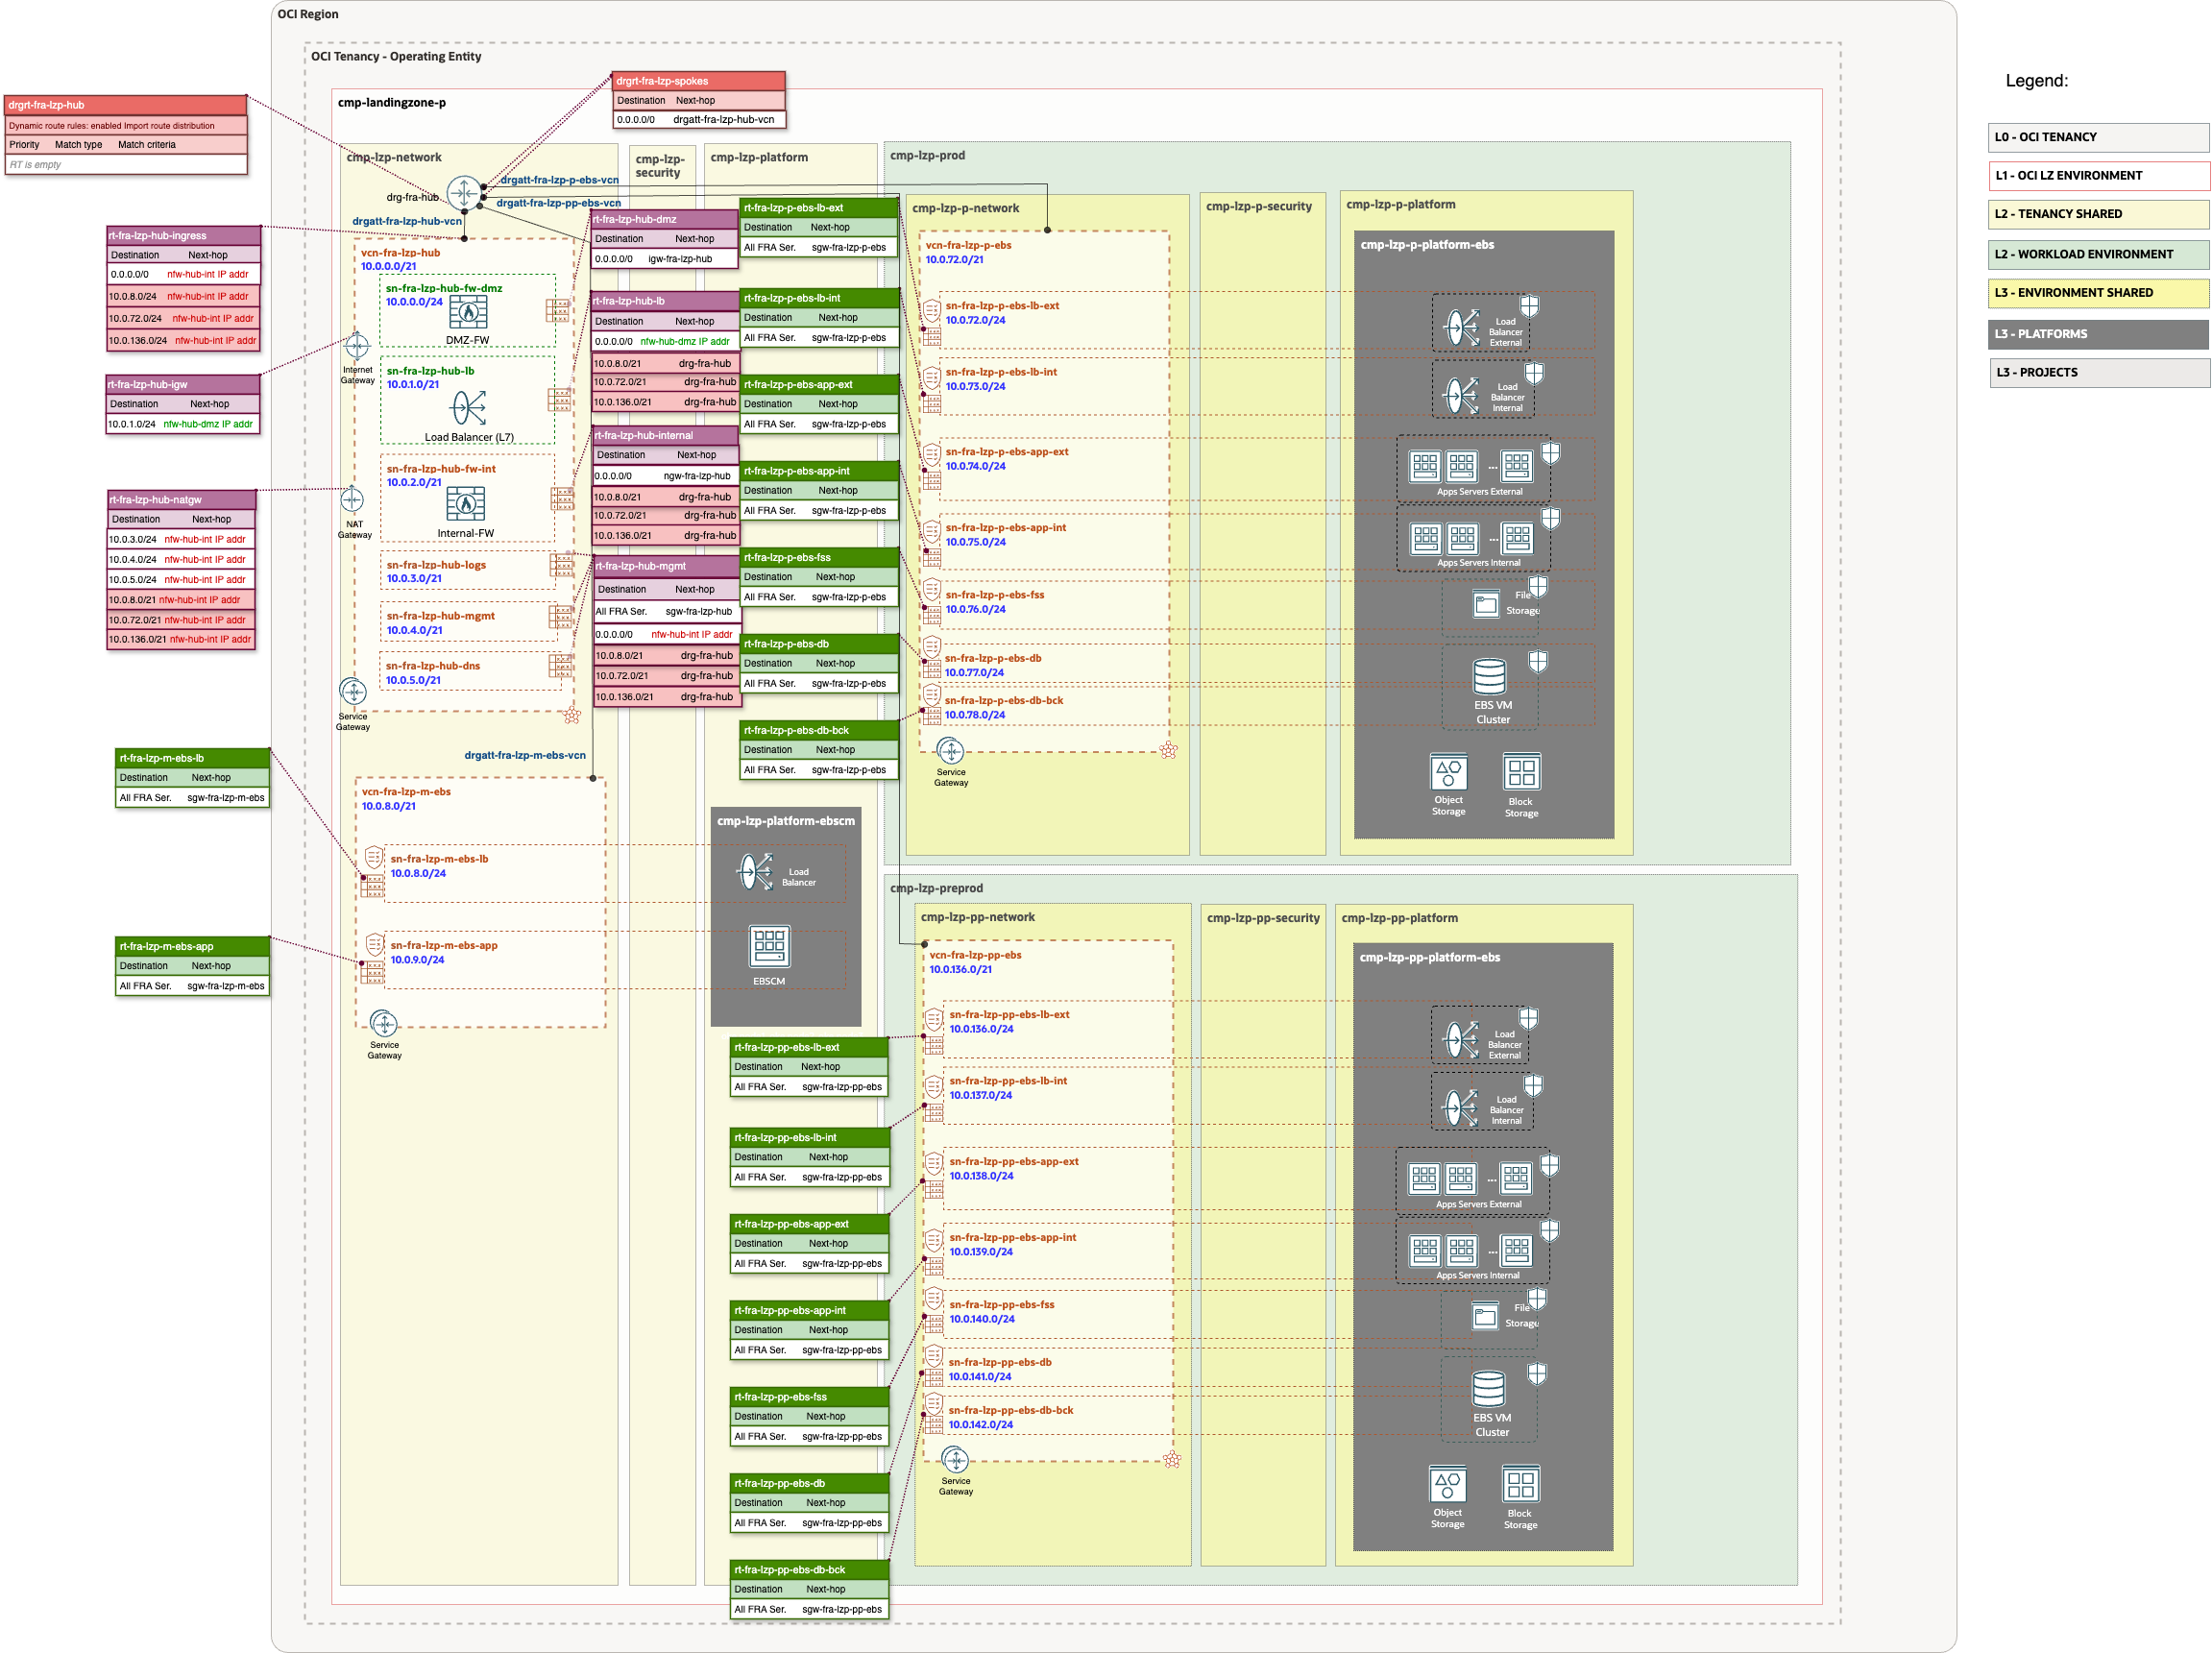 OCI Region
OCI Tenancy - Operating Entity
cmp-landingzone-p
Legend:
L0 - OCI TENANCY
L1 - OCI LZ ENVIRONMENT
L2 - TENANCY SHARED
L2 - WORKLOAD ENVIRONMENT
L3 - ENVIRONMENT SHARED
L3 - PLATFORMS
L3 - PROJECTS
drgrt-fra-lzp-hub
Dynamic route rules: enabled Import route distribution
Priority Match type Match criteria
RT is empty
drgrt-fra-lzp-spokes
Destination Next-hop
0.0.0.0/0 drgatt-fra-lzp-hub-vcn
rt-fra-lzp-hub-ingress
Destination Next-hop
0.0.0.0/0 nfw-hub-int IP addr
10.0.8.0/24 nfw-hub-int IP addr
10.0.72.0/24 nfw-hub-int IP addr
10.0.136.0/24 nfw-hub-int IP addr
rt-fra-lzp-hub-igw
Destination Next-hop
10.0.1.0/24 nfw-hub-dmz IP addr
rt-fra-lzp-hub-natgw
Destination Next-hop
10.0.3.0/24 nfw-hub-int IP addr
10.0.4.0/24 nfw-hub-int IP addr
10.0.5.0/24 nfw-hub-int IP addr
10.0.8.0/21 nfw-hub-int IP addr
10.0.72.0/21 nfw-hub-int IP addr
10.0.136.0/21 nfw-hub-int IP addr
rt-fra-lzp-m-ebs-lb
Destination Next-hop
All FRA Ser. sgw-fra-lzp-m-ebs
rt-fra-lzp-m-ebs-app
Destination Next-hop
All FRA Ser. sgw-fra-lzp-m-ebs
cmp-lzp-network
cmp-lzp-
security
cmp-lzp-platform
drg-fra-hub
drgatt-fra-lzp-p-ebs-vcn
drgatt-fra-lzp-pp-ebs-vcn
drgatt-fra-lzp-hub-vcn
vcn-fra-lzp-hub
10.0.0.0/21
sn-fra-lzp-hub-fw-dmz
10.0.0.0/24
DMZ-FW
Internet
Gateway
sn-fra-lzp-hub-lb
10.0.1.0/21
Load Balancer (L7)
sn-fra-lzp-hub-fw-int
10.0.2.0/21
Internal-FW
NAT
Gateway
sn-fra-lzp-hub-logs
10.0.3.0/21
sn-fra-lzp-hub-mgmt
10.0.4.0/21
sn-fra-lzp-hub-dns
10.0.5.0/21
Service
Gateway
drgatt-fra-lzp-m-ebs-vcn
vcn-fra-lzp-m-ebs
10.0.8.0/21
sn-fra-lzp-m-ebs-lb
10.0.8.0/24
sn-fra-lzp-m-ebs-app
10.0.9.0/24
Service
Gateway
rt-fra-lzp-hub-dmz
Destination Next-hop
0.0.0.0/0 igw-fra-lzp-hub
rt-fra-lzp-hub-lb
Destination Next-hop
0.0.0.0/0 nfw-hub-dmz IP addr
10.0.8.0/21 drg-fra-hub
10.0.72.0/21 drg-fra-hub
10.0.136.0/21 drg-fra-hub
rt-fra-lzp-hub-internal
Destination Next-hop
0.0.0.0/0 ngw-fra-lzp-hub
10.0.8.0/21 drg-fra-hub
10.0.72.0/21 drg-fra-hub
10.0.136.0/21 drg-fra-hub
rt-fra-lzp-hub-mgmt
Destination Next-hop
All FRA Ser. sgw-fra-lzp-hub
0.0.0.0/0 nfw-hub-int IP addr
10.0.8.0/21 drg-fra-hub
10.0.72.0/21 drg-fra-hub
10.0.136.0/21 drg-fra-hub
rt-fra-lzp-p-ebs-lb-ext
Destination Next-hop
All FRA Ser. sgw-fra-lzp-p-ebs
rt-fra-lzp-p-ebs-lb-int
Destination Next-hop
All FRA Ser. sgw-fra-lzp-p-ebs
rt-fra-lzp-p-ebs-app-ext
Destination Next-hop
All FRA Ser. sgw-fra-lzp-p-ebs
rt-fra-lzp-p-ebs-app-int
Destination Next-hop
All FRA Ser. sgw-fra-lzp-p-ebs
rt-fra-lzp-p-ebs-fss
Destination Next-hop
All FRA Ser. sgw-fra-lzp-p-ebs
rt-fra-lzp-p-ebs-db
Destination Next-hop
All FRA Ser. sgw-fra-lzp-p-ebs
rt-fra-lzp-p-ebs-db-bck
Destination Next-hop
All FRA Ser. sgw-fra-lzp-p-ebs
cmp-lzp-platform-ebscm
Load
Balancer
EBSCM
cmp-lzp-prod
cmp-lzp-p-network
cmp-lzp-p-security
cmp-lzp-p-platform
vcn-fra-lzp-p-ebs
10.0.72.0/21
sn-fra-lzp-p-ebs-lb-ext
10.0.72.0/24
sn-fra-lzp-p-ebs-lb-int
10.0.73.0/24
sn-fra-lzp-p-ebs-app-ext
10.0.74.0/24
sn-fra-lzp-p-ebs-app-int
10.0.75.0/24
sn-fra-lzp-p-ebs-fss
10.0.76.0/24
sn-fra-lzp-p-ebs-db
10.0.77.0/24
sn-fra-lzp-p-ebs-db-bck
10.0.78.0/24
Service
Gateway
cmp-lzp-p-platform-ebs
Load
Balancer
External
Load
Balancer
Internal
...
Apps Servers External
...
Apps Servers Internal
File
Storage
EBS VM
Cluster
Object
Storage
Block
Storage
cmp-lzp-preprod
cmp-lzp-pp-network
cmp-lzp-pp-security
cmp-lzp-pp-platform
vcn-fra-lzp-pp-ebs
10.0.136.0/21
sn-fra-lzp-pp-ebs-lb-ext
10.0.136.0/24
sn-fra-lzp-pp-ebs-lb-int
10.0.137.0/24
sn-fra-lzp-pp-ebs-app-ext
10.0.138.0/24
sn-fra-lzp-pp-ebs-app-int
10.0.139.0/24
sn-fra-lzp-pp-ebs-fss
10.0.140.0/24
sn-fra-lzp-pp-ebs-db
10.0.141.0/24
sn-fra-lzp-pp-ebs-db-bck
10.0.142.0/24
Service
Gateway
cmp-lzp-pp-platform-ebs
Load
Balancer
External
Load
Balancer
Internal
...
Apps Servers External
...
Apps Servers Internal
File
Storage
EBS VM
Cluster
Object
Storage
Block
Storage
rt-fra-lzp-pp-ebs-lb-ext
Destination Next-hop
All FRA Ser. sgw-fra-lzp-pp-ebs
rt-fra-lzp-pp-ebs-lb-int
Destination Next-hop
All FRA Ser. sgw-fra-lzp-pp-ebs
rt-fra-lzp-pp-ebs-app-ext
Destination Next-hop
All FRA Ser. sgw-fra-lzp-pp-ebs
rt-fra-lzp-pp-ebs-app-int
Destination Next-hop
All FRA Ser. sgw-fra-lzp-pp-ebs
rt-fra-lzp-pp-ebs-fss
Destination Next-hop
All FRA Ser. sgw-fra-lzp-pp-ebs
rt-fra-lzp-pp-ebs-db
Destination Next-hop
All FRA Ser. sgw-fra-lzp-pp-ebs
rt-fra-lzp-pp-ebs-db-bck
Destination Next-hop
All FRA Ser. sgw-fra-lzp-pp-ebs